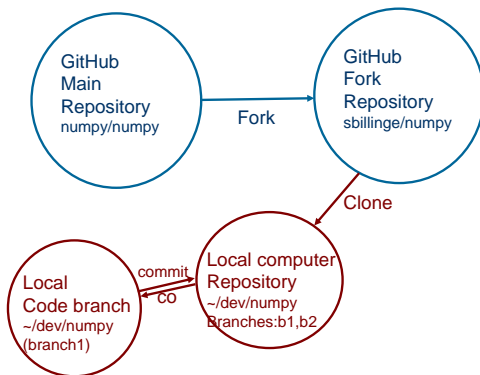 GitHub
Main
Repository
numpy/numpy
Fork
GitHub
Fork
Repository
sbillinge/numpy
Clone
Local computer
Repository
~/dev/numpy
Branches:b1,b2
commit
co
Local
Code branch
~/dev/numpy
(branch1)